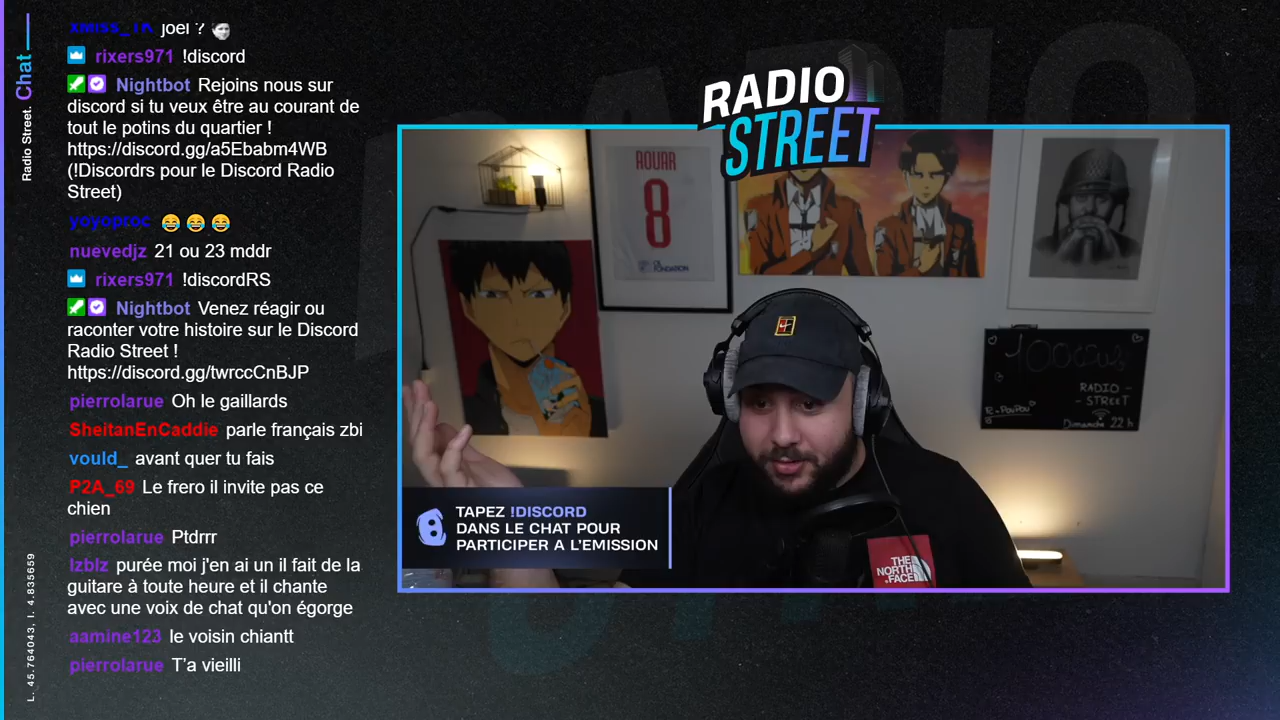 xmiss_
joel ?
rixers971 !discord
Nightbot Rejoins nous sur
discord si tu veux être au courant de
tout le potins du quartier !
https://discord.gg/a5Ebabm4WB
(!Discordrs pour le Discord Radio
Street)
yoyoproc 😂 😂 😂
nuevedjz 21 ou 23 mddr
rixers971 !discordRS
Nightbot Venez réagir ou
raconter votre histoire sur le Discord
Radio Street !
https://discord.gg/twrccCnBJP
pierrolarue Oh le gaillards
SheitanEnCaddie parle français zbi
vould_ avant quer tu fais
P2A_69 Le frero il invite pas ce
chien
pierrolarue Ptdrrr
lzblz purée moi j'en ai un il fait de la
guitare à toute heure et il chante
avec une voix de chat qu'on égorge
aamine123 le voisin chiantt
pierrolarue T'a vieilli
Radio Street. Chat
L. 45.764043, I. 4.835659
RADIO
STREET
AOUAR
8
OL
FONDATION
RADIO -
- STREET
Dimanche 22h
TAPEZ !DISCORD
DANS LE CHAT POUR
PARTICIPER A L'EMISSION
THE
NORTH
FACE